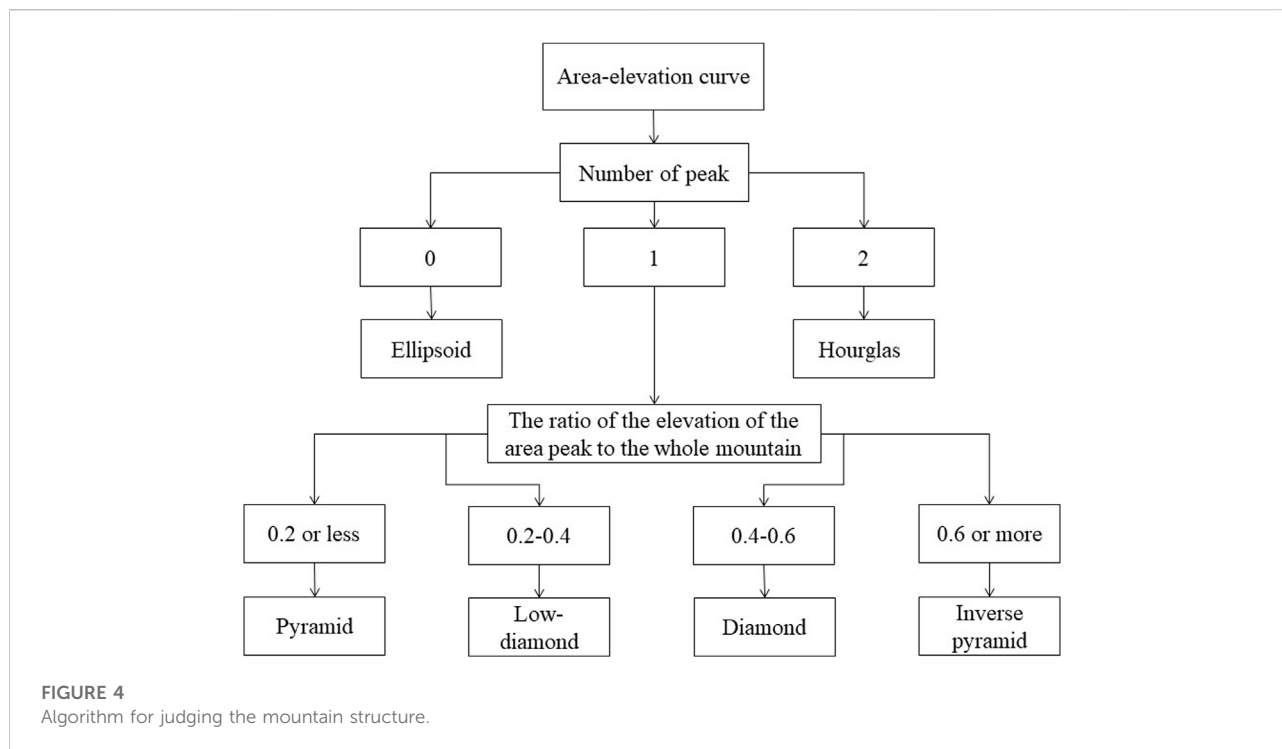 Area-elevation curve
Number of peak
0
1
2
Ellipsoid
Hourglas
The ratio of the elevation of the
area peak to the whole mountain
0.2 or less
0.2-0.4
0.4-0.6
0.6 or more
Pyramid
Low-
diamond
Diamond
Inverse
pyramid
FIGURE 4
Algorithm for judging the mountain structure.